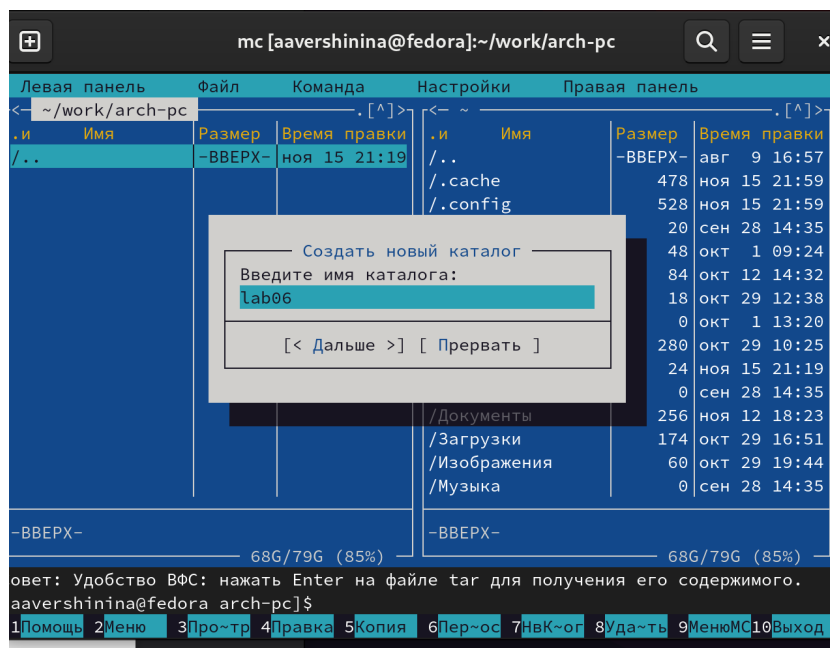 mc [aavershinina@fedora]:~/work/arch-pc
Левая панель Файл Команда Настройки Правая панель
<— ~/work/arch-pc .[^]> <— ~ .[^]>
.и Имя Размер Время правки .и Имя Размер Время правки
/.. -ВВЕРХ- ноя 15 21:19 /.. -ВВЕРХ- авг 9 16:57
/.cache 478 ноя 15 21:59
/.config 528 ноя 15 21:59
20 сен 28 14:35
Создать новый каталог 48 окт 1 09:24
Введите имя каталога: 84 окт 12 14:32
lab06 18 окт 29 12:38
0 окт 1 13:20
[< Дальше >] [ Прервать ] 280 окт 29 10:25
24 ноя 15 21:19
0 сен 28 14:35
/Документы 256 ноя 12 18:23
/Загрузки 174 окт 29 16:51
/Изображения 60 окт 29 19:44
/Музыка 0 сен 28 14:35
-ВВЕРХ- -ВВЕРХ-
68G/79G (85%) 68G/79G (85%)
овет: Удобство ВФС: нажать Enter на файле tar для получения его содержимого.
aavershinina@fedora arch-pc]$
1Помощь 2Меню 3Про~тр 4Правка 5Копия 6Пер~ос 7НвК~ог 8Уда~ть 9МенюMC10Выход